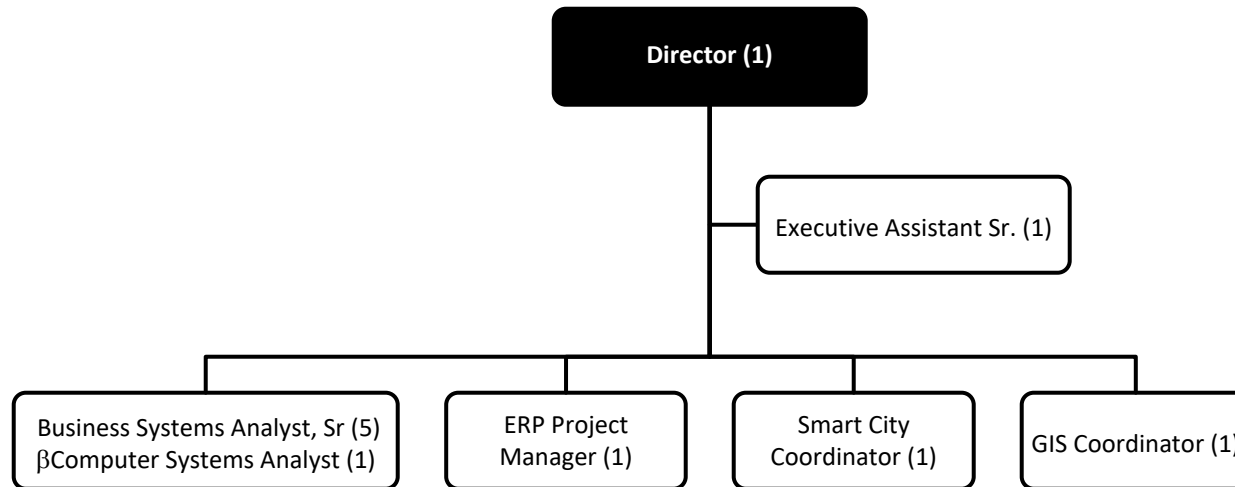 Director (1)
Executive Assistant Sr. (1)
Business Systems Analyst, Sr (5)
βComputer Systems Analyst (1)
ERP Project
Manager (1)
Smart City
Coordinator (1)
GIS Coordinator (1)